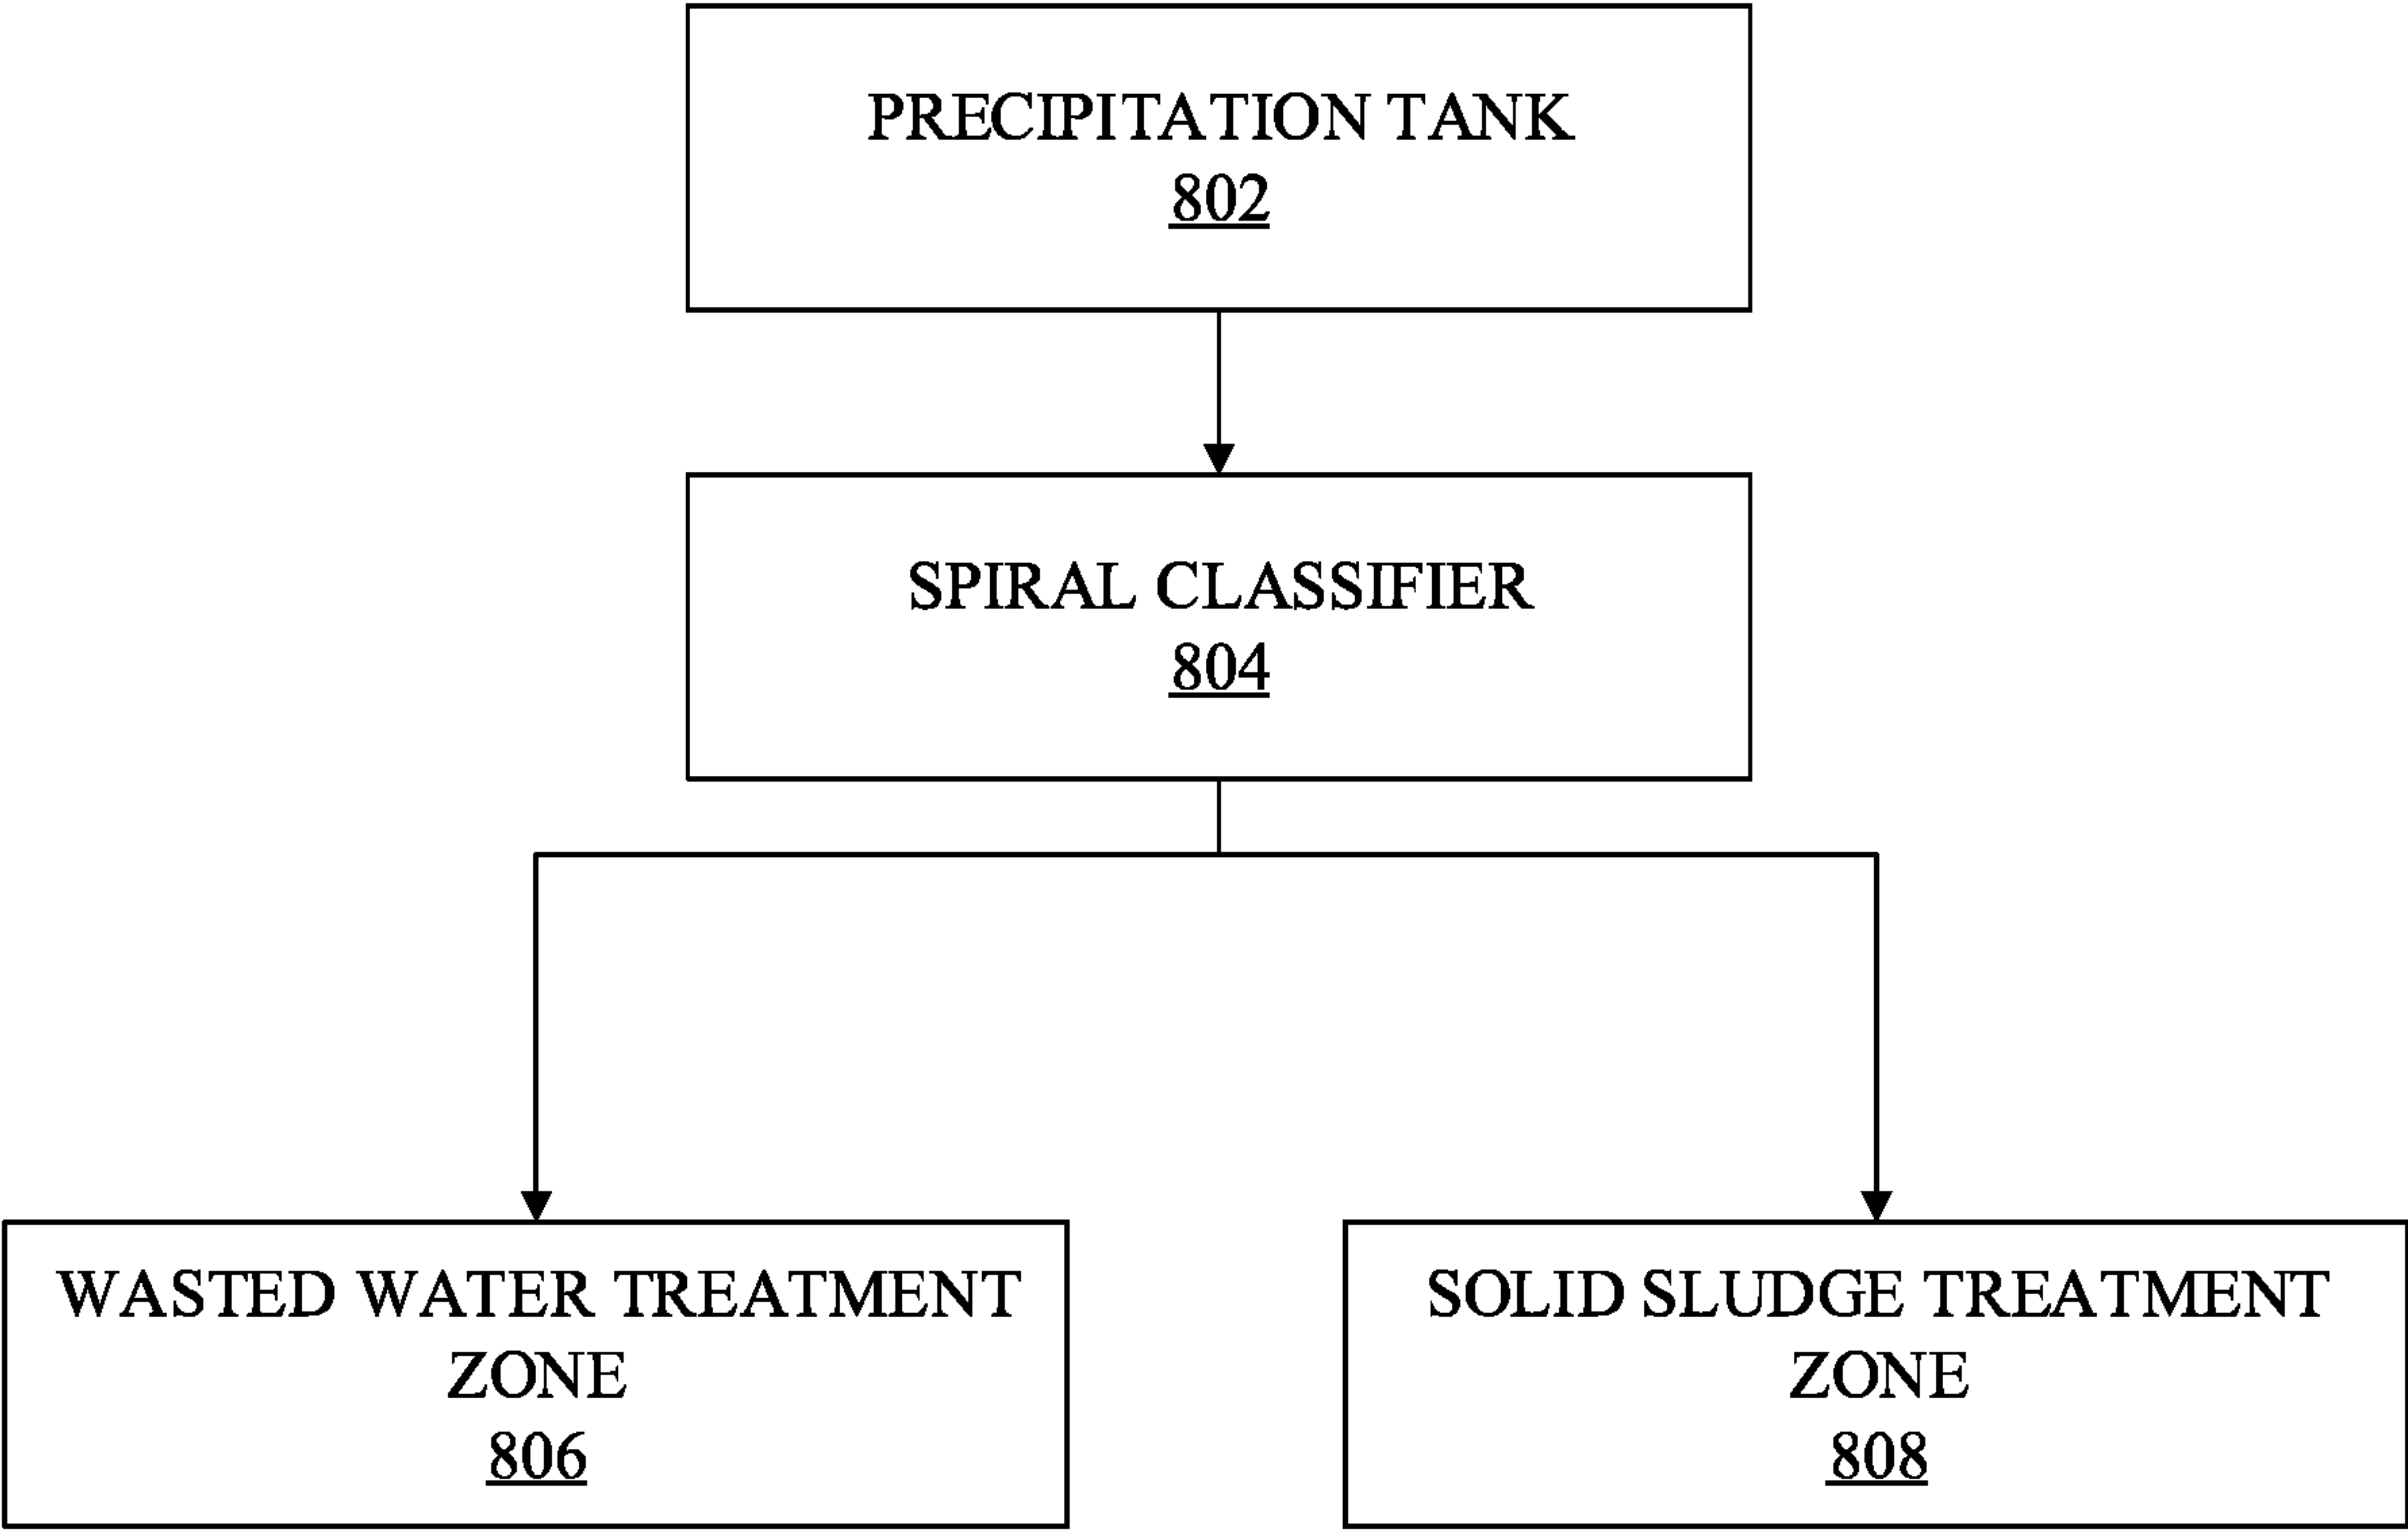 PRECIPITATION TANK
802
SPIRAL CLASSIFIER
804
WASTED WATER TREATMENT
ZONE
806
SOLID SLUDGE TREATMENT
ZONE
808